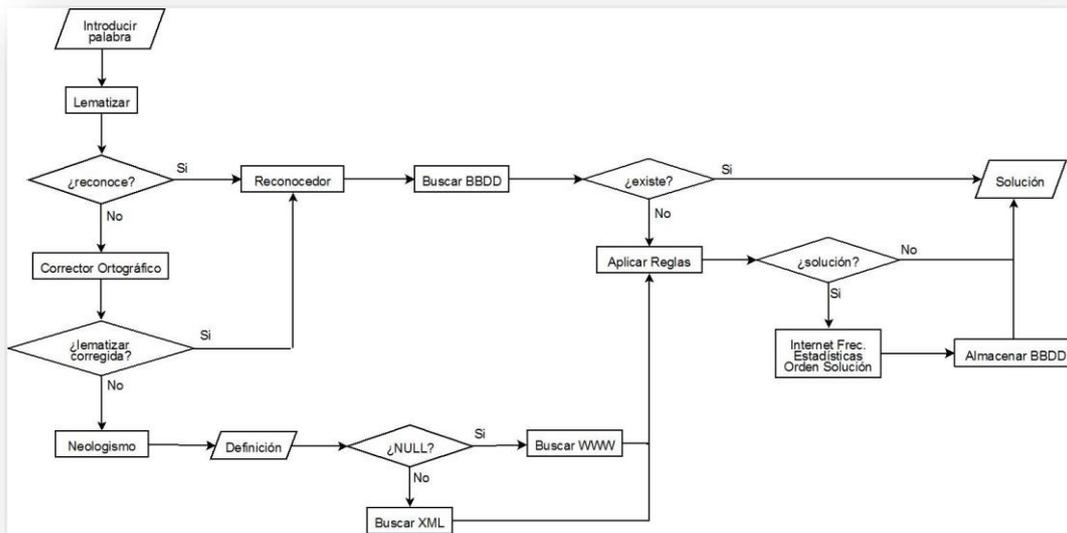 Introducir
palabra
Lematizar
¿reconoce?
Si
Reconocedor
Buscar BBDD
¿existe?
Si
Solución
No
No
Corrector Ortográfico
Aplicar Reglas
¿solución?
No
Si
¿lematizar
corregida?
Si
Internet Frec.
Estadísticas
Orden Solución
Almacenar BBDD
No
Neologismo
Definición
¿NULL?
Si
Buscar WWW
No
Buscar XML